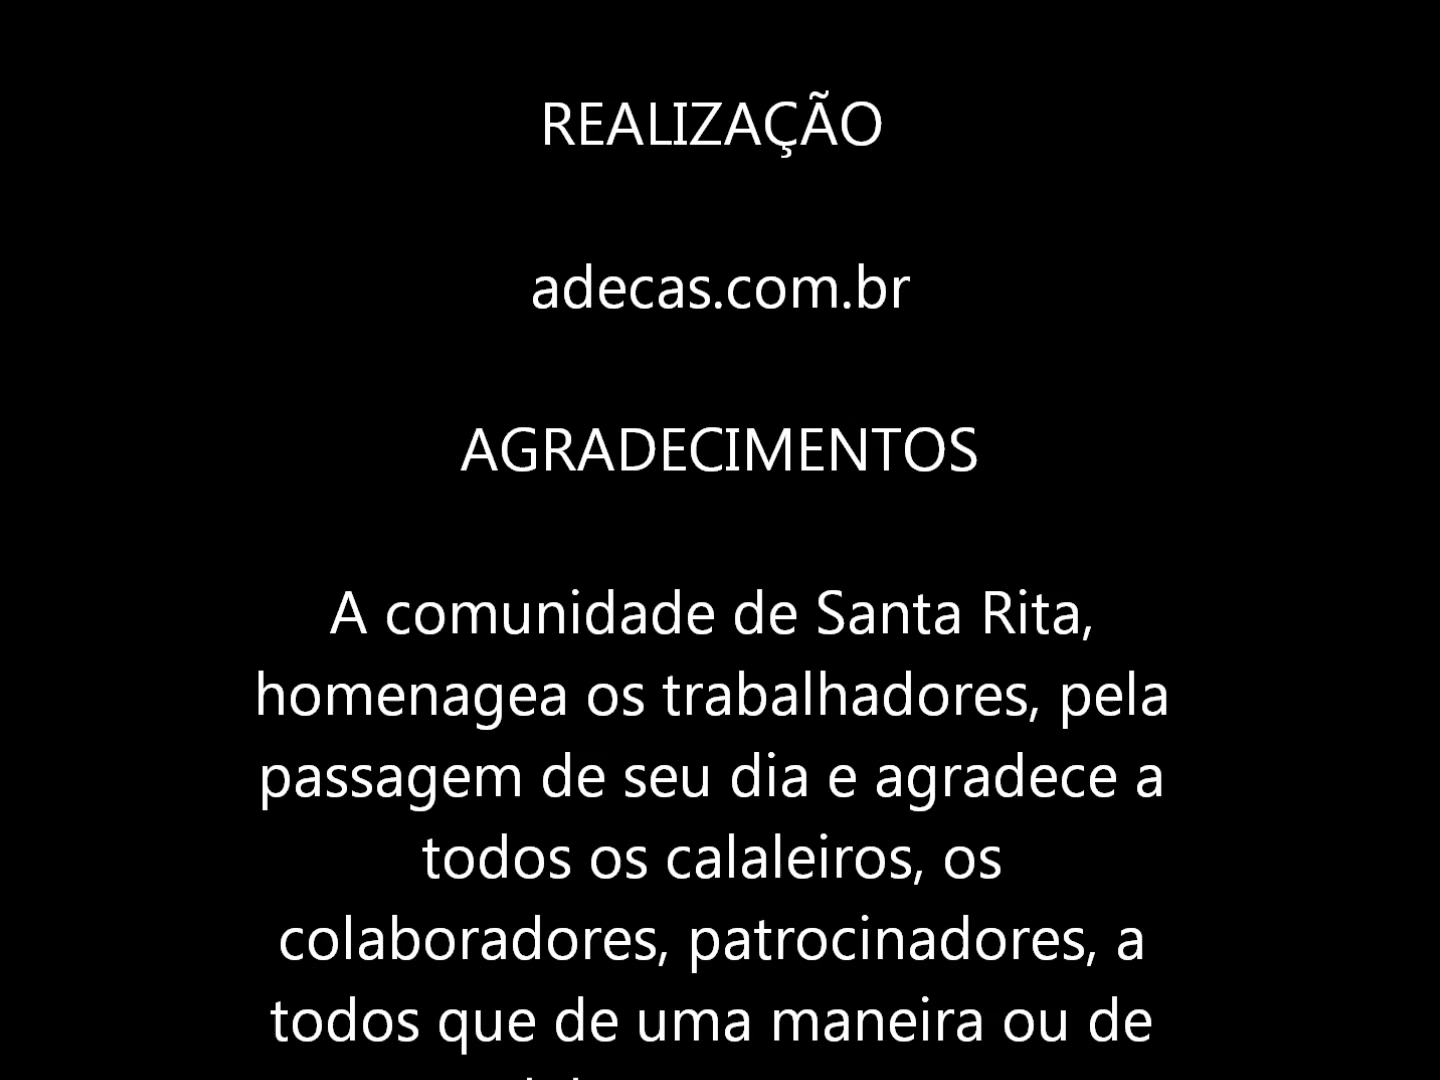 REALIZAÇÃO
adecas.com.br
AGRADECIMENTOS
A comunidade de Santa Rita,
homenagea os trabalhadores, pela
passagem de seu dia e agradece a
todos os calaleiros, os
colaboradores, patrocinadores, a
todos que de uma maneira ou de